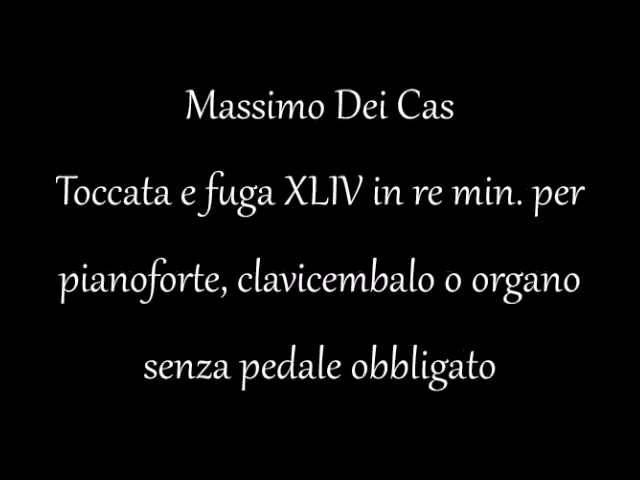 Massimo Dei Cas
Toccata e fuga XLIV in re min. per
pianoforte, clavicembalo o organo
senza pedale obbligato